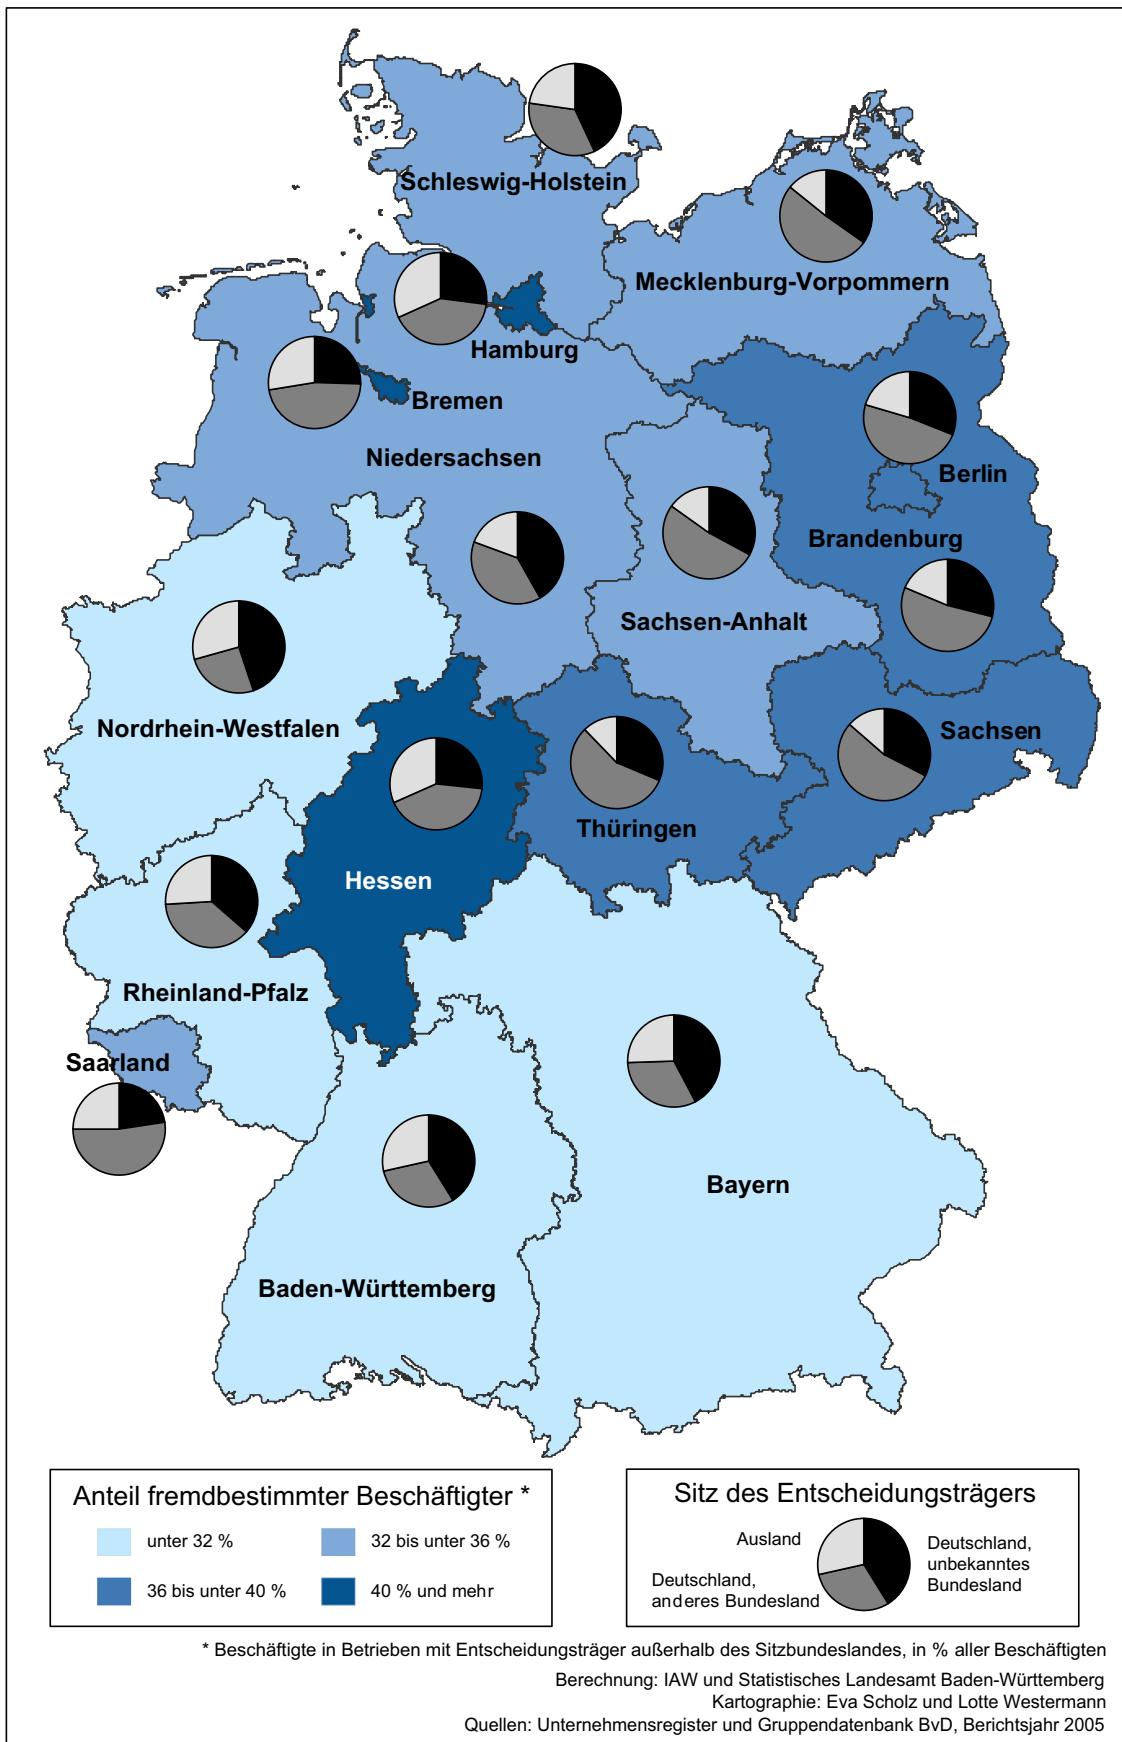 Schleswig-Holstein
Mecklenburg-Vorpommern
Hamburg
Bremen
Niedersachsen
Berlin
Brandenburg
Sachsen-Anhalt
Nordrhein-Westfalen
Sachsen
Thüringen
Hessen
Rheinland-Pfalz
Saarland
Bayern
Baden-Württemberg
Anteil fremdbestimmter Beschäftigter *
unter 32 %
32 bis unter 36 %
36 bis unter 40 %
40 % und mehr
Sitz des Entscheidungsträgers
Ausland
Deutschland,
unbekanntes
Bundesland
Deutschland,
anderes Bundesland
* Beschäftigte in Betrieben mit Entscheidungsträger außerhalb des Sitzbundeslandes, in % aller Beschäftigten
Berechnung: IAW und Statistisches Landesamt Baden-Württemberg
Kartographie: Eva Scholz und Lotte Westermann
Quellen: Unternehmensregister und Gruppendatenbank BvD, Berichtsjahr 2005